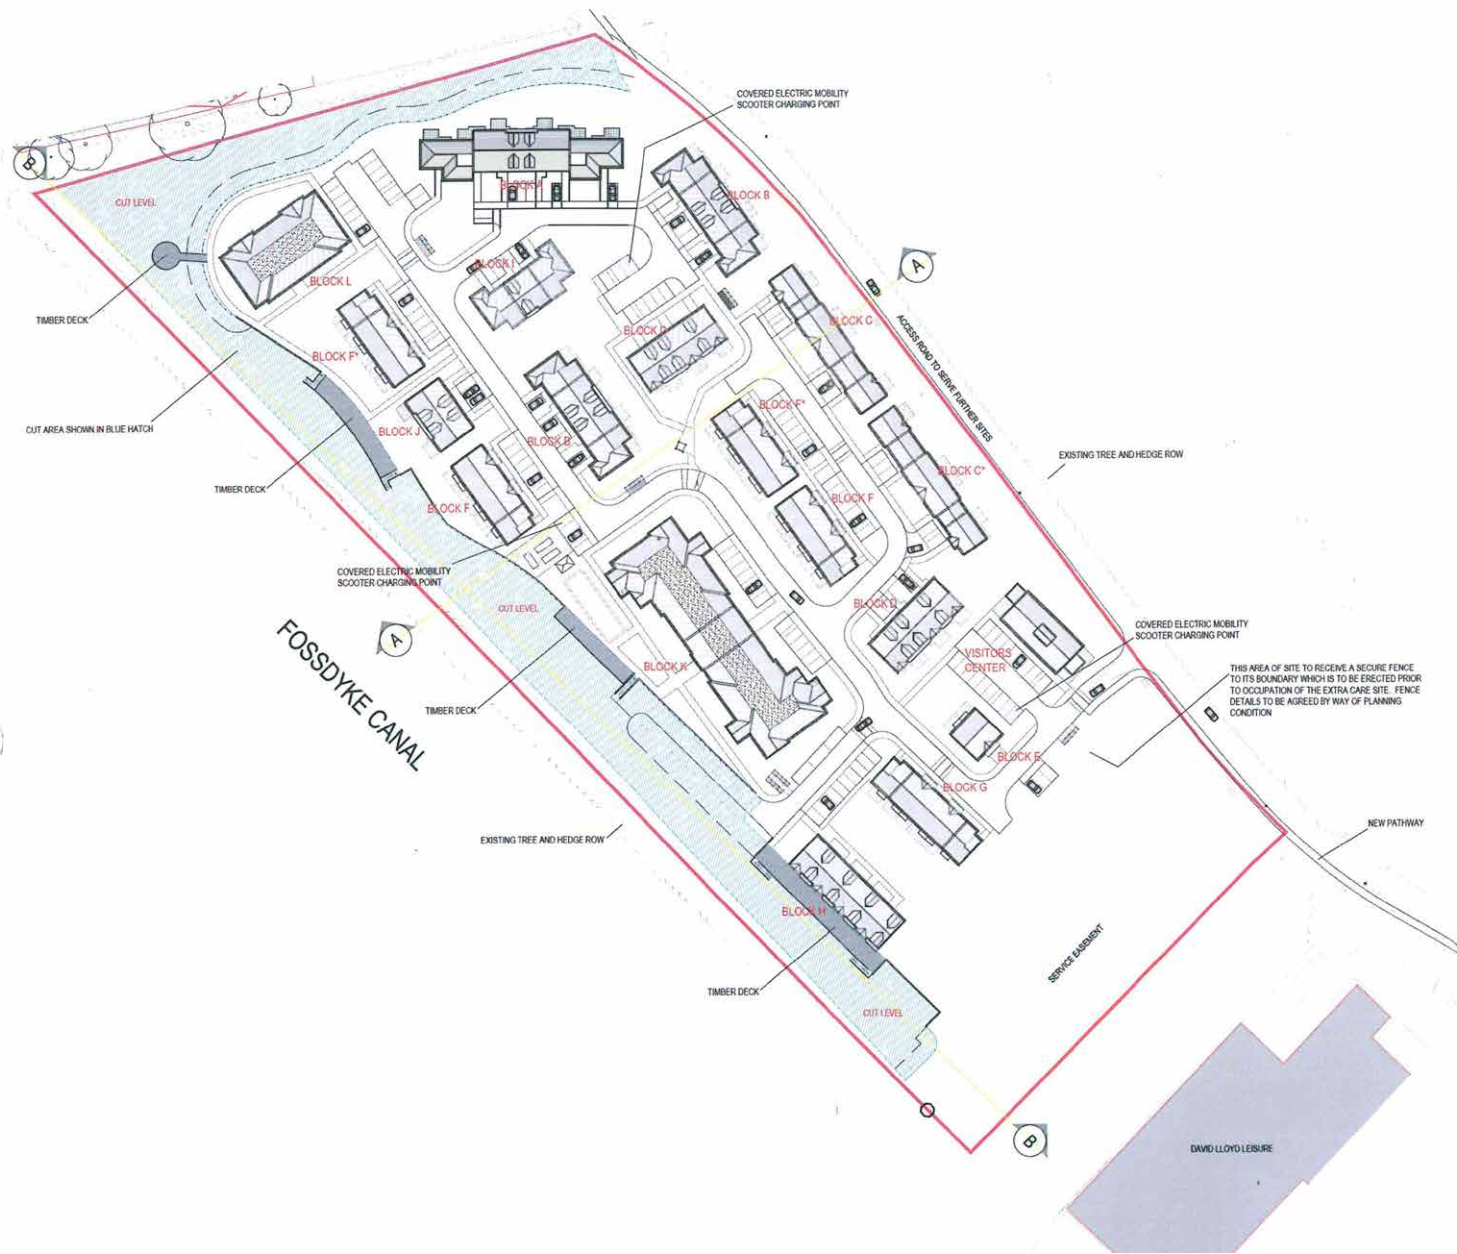 COVERED ELECTRIC MOBILITY
SCOOTER CHARGING POINT
B
CUT LEVEL
BLOCK A
BLOCK B
A
BLOCK I
BLOCK L
TIMBER DECK
BLOCK C
BLOCK D
ACCESS ROAD TO SERVE FURTHER SITES
BLOCK F*
BLOCK F*
CUT AREA SHOWN IN BLUE HATCH
BLOCK J
BLOCK B
EXISTING TREE AND HEDGE ROW
BLOCK C*
TIMBER DECK
BLOCK F
BLOCK F
COVERED ELECTRIC MOBILITY
SCOOTER CHARGING POINT
CUT LEVEL
BLOCK D
COVERED ELECTRIC MOBILITY
SCOOTER CHARGING POINT
A
FOSSDYKE CANAL
VISITORS
CENTER
BLOCK K
THIS AREA OF SITE TO RECEIVE A SECURE FENCE
TO ITS BOUNDARY WHICH IS TO BE ERECTED PRIOR
TO OCCUPATION OF THE EXTRA CARE SITE. FENCE
DETAILS TO BE AGREED BY WAY OF PLANNING
CONDITION
TIMBER DECK
BLOCK E
BLOCK G
NEW PATHWAY
EXISTING TREE AND HEDGE ROW
BLOCK H
SERVICE EASEMENT
TIMBER DECK
CUT LEVEL
B
DAVID LLOYD LEISURE